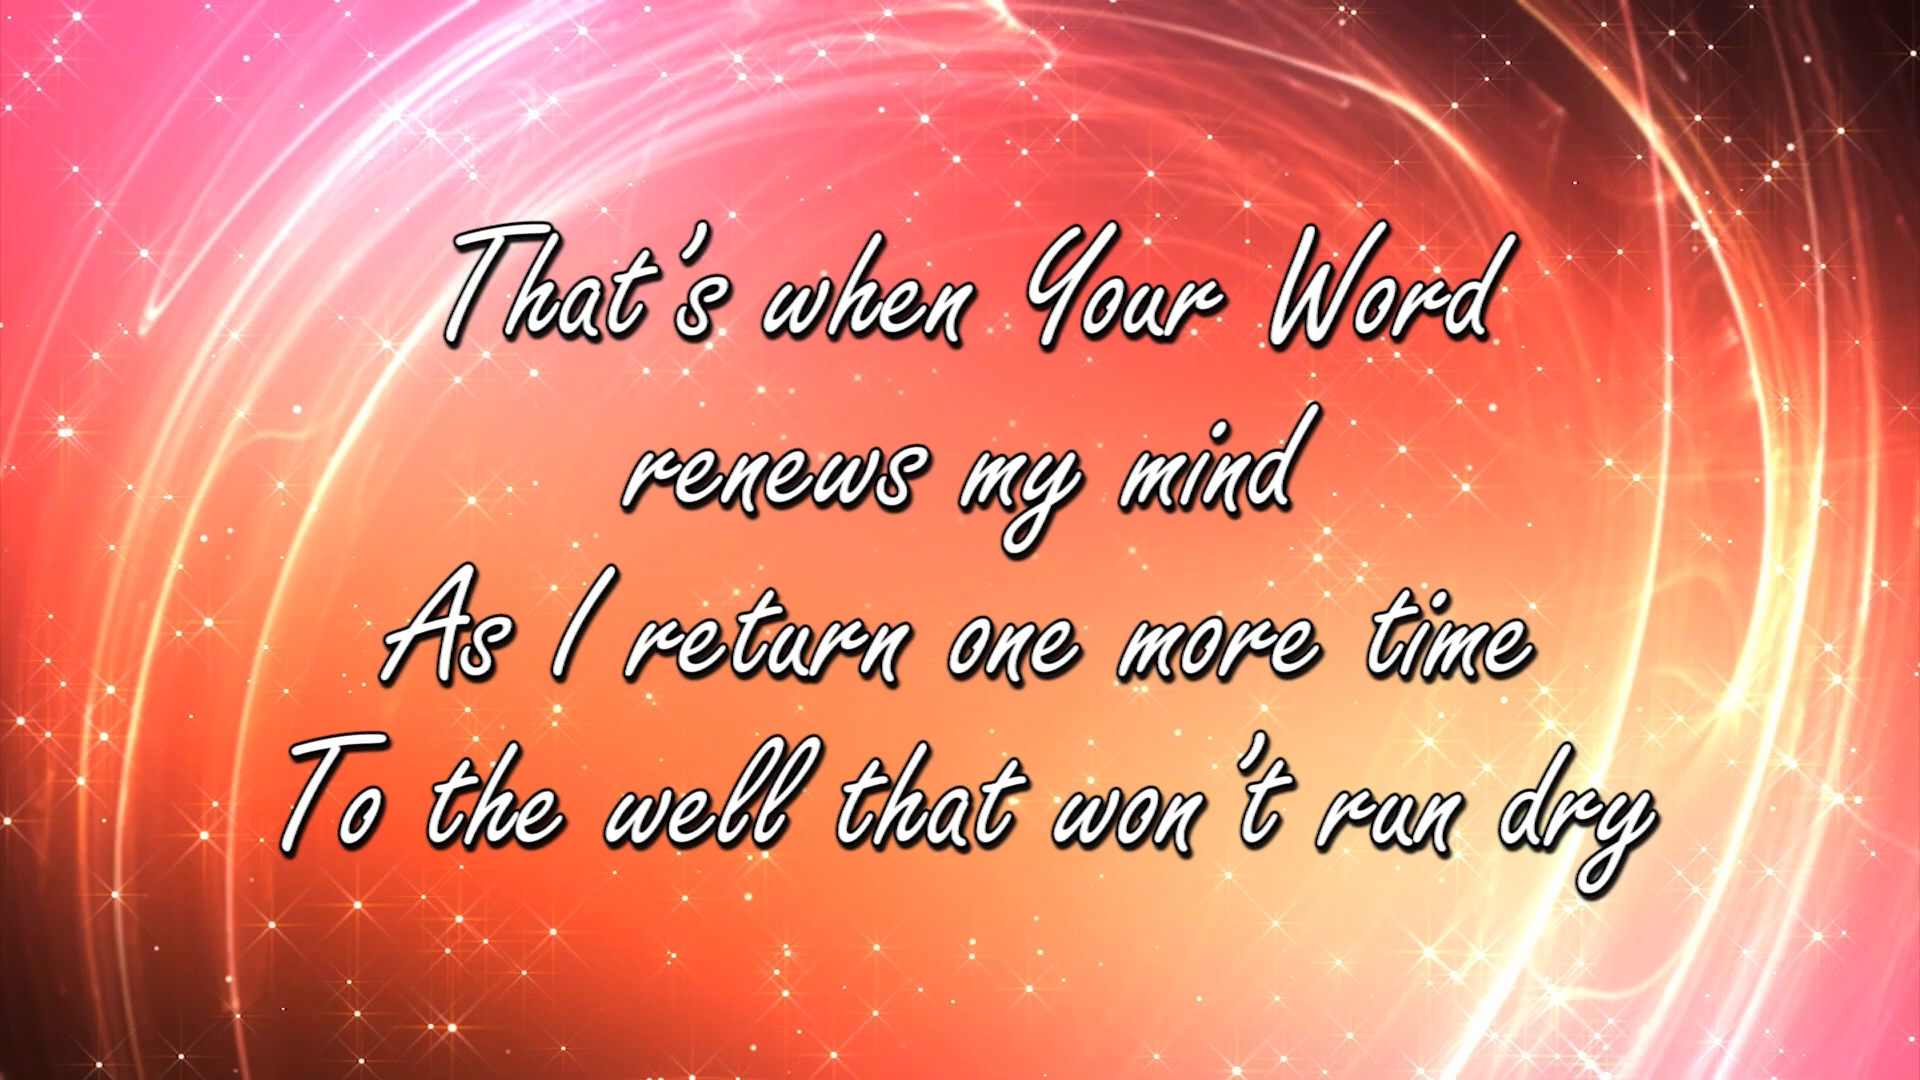 That's when Your Word
renews my mind
As I return one more time
To the well that won't run dry